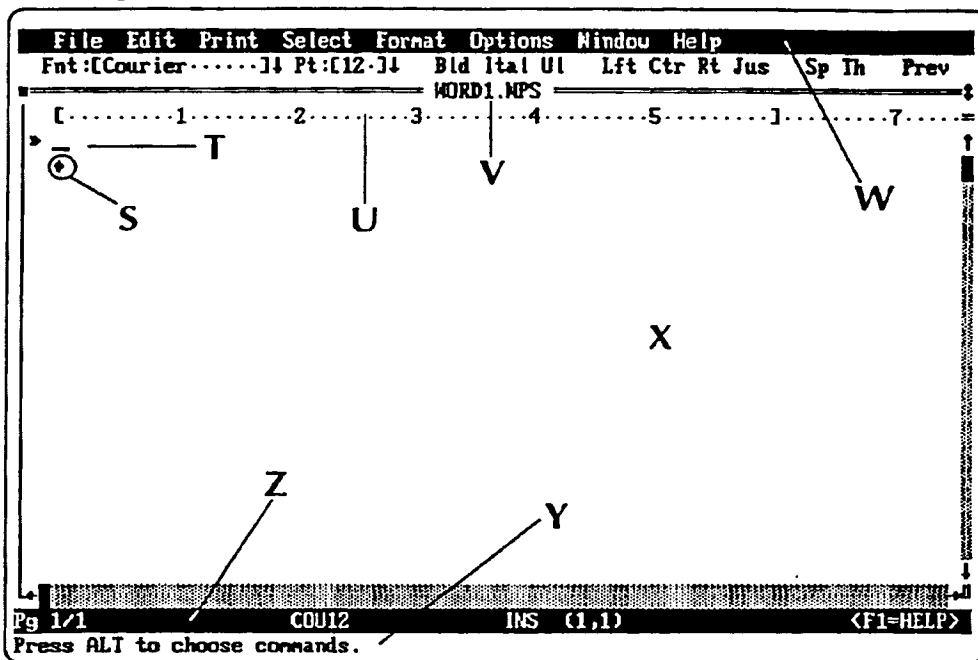 File Edit Print Select Format Options Window Help
Fnt:[Courier······]↓ Pt:[12·]↓ Bld Ital Ul Lft Ctr Rt Jus Sp Th Prev
WORD1.WPS
[·········1·········2·········3·········4·········5·········]·········7·····
T
V
S
U
W
X
Z
Y
Pg 1/1 COU12 INS (1,1) <F1=HELP>
Press ALT to choose commands.